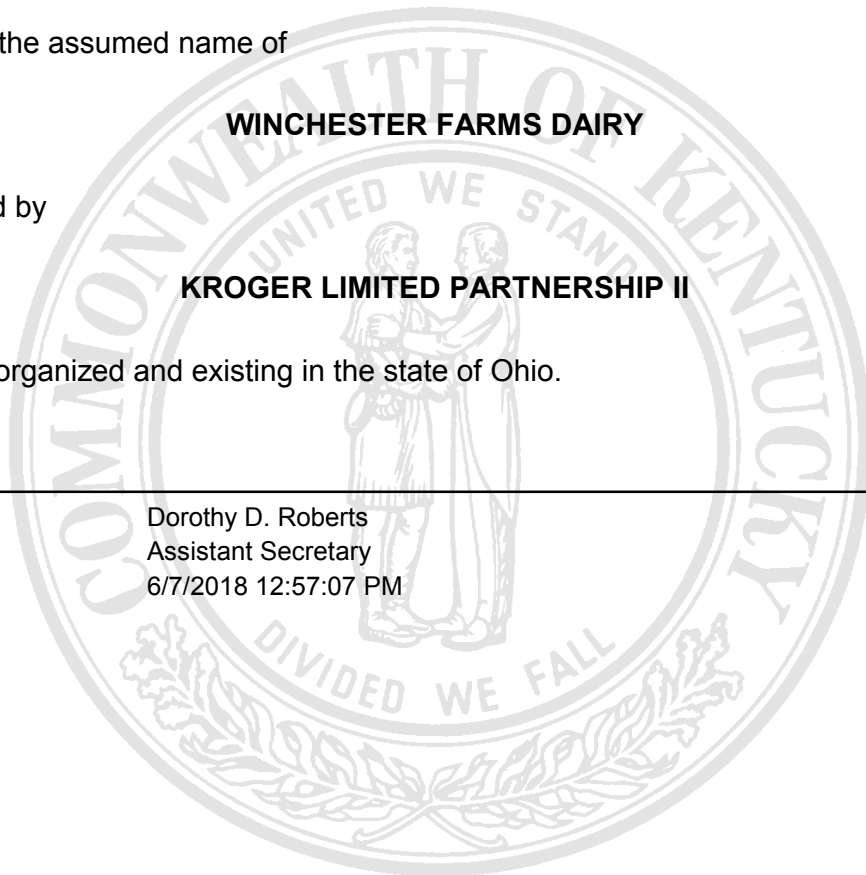 the assumed name of
WINCHESTER FARMS DAIRY
d by
KROGER LIMITED PARTNERSHIP II
organized and existing in the state of Ohio.
Dorothy D. Roberts
Assistant Secretary
6/7/2018 12:57:07 PM
COMMONWEALTH OF KENTUCKY
UNITED WE STAND
DIVIDED WE FALL